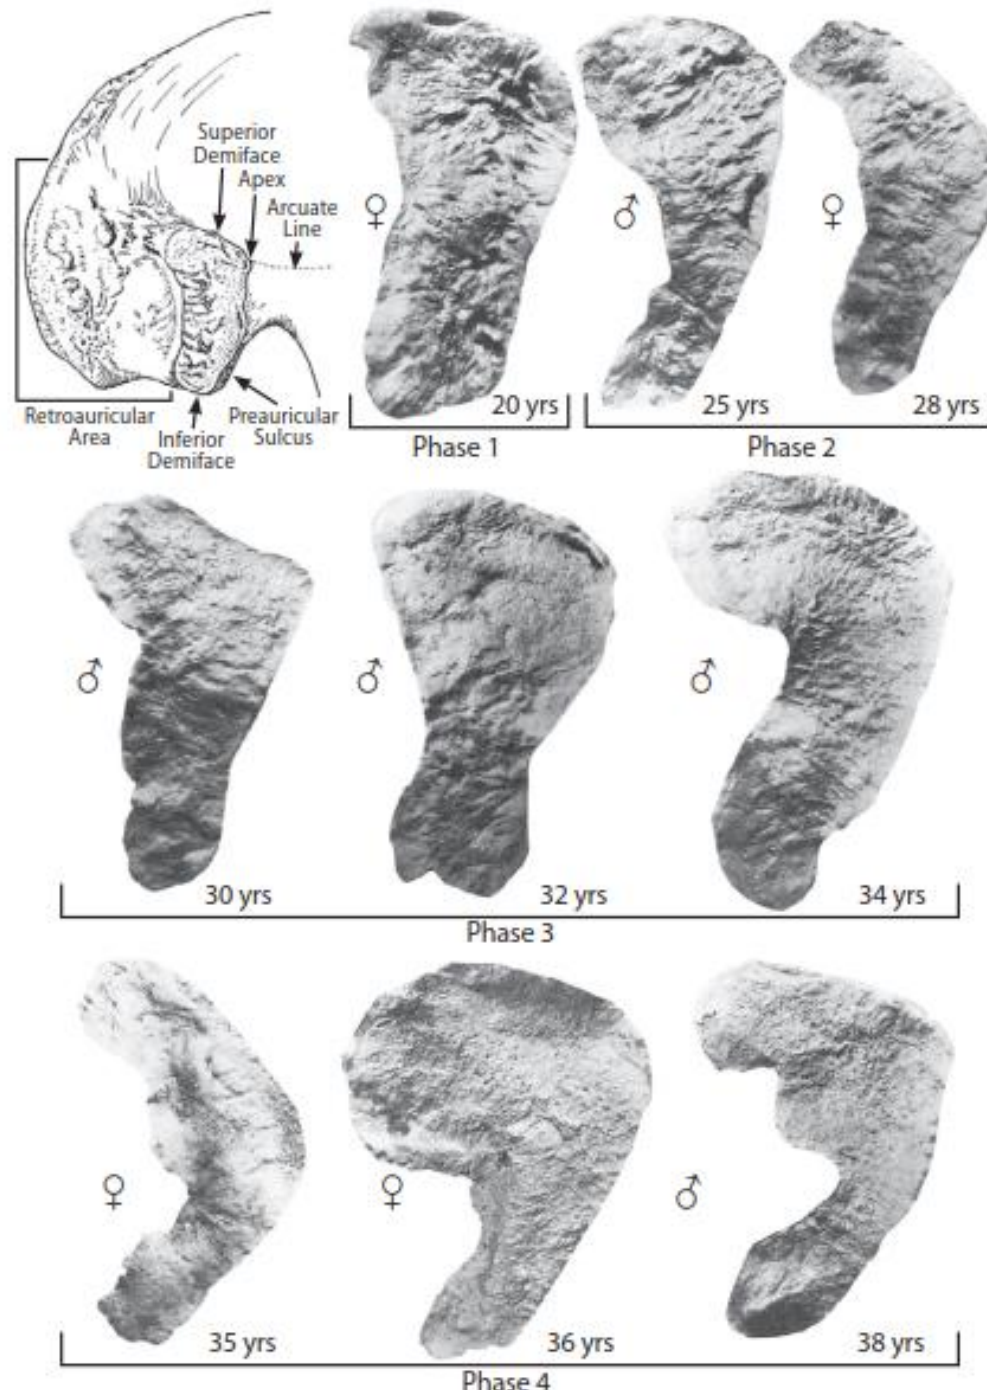 Superior
Demiface
Apex
Arcuate
Line
Retroauricular
Area
Inferior
Demiface
Preauricular
Sulcus
♀
20 yrs
Phase 1
♂
25 yrs
♀
28 yrs
Phase 2
♂
30 yrs
♂
32 yrs
♂
34 yrs
Phase 3
♀
35 yrs
♀
36 yrs
♂
38 yrs
Phase 4